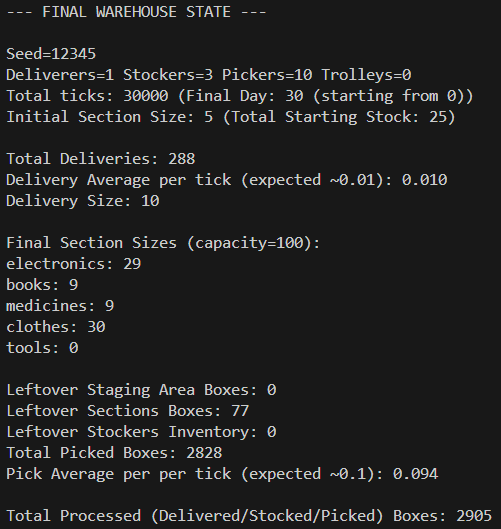 --- FINAL WAREHOUSE STATE ---
Seed=12345
Deliverers=1 Stockers=3 Pickers=10 Trolleys=0
Total ticks: 30000 (Final Day: 30 (starting from 0))
Initial Section Size: 5 (Total Starting Stock: 25)
Total Deliveries: 288
Delivery Average per tick (expected ~0.01): 0.010
Delivery Size: 10
Final Section Sizes (capacity=100):
electronics: 29
books: 9
medicines: 9
clothes: 30
tools: 0
Leftover Staging Area Boxes: 0
Leftover Sections Boxes: 77
Leftover Stockers Inventory: 0
Total Picked Boxes: 2828
Pick Average per per tick (expected ~0.1): 0.094
Total Processed (Delivered/Stocked/Picked) Boxes: 2905